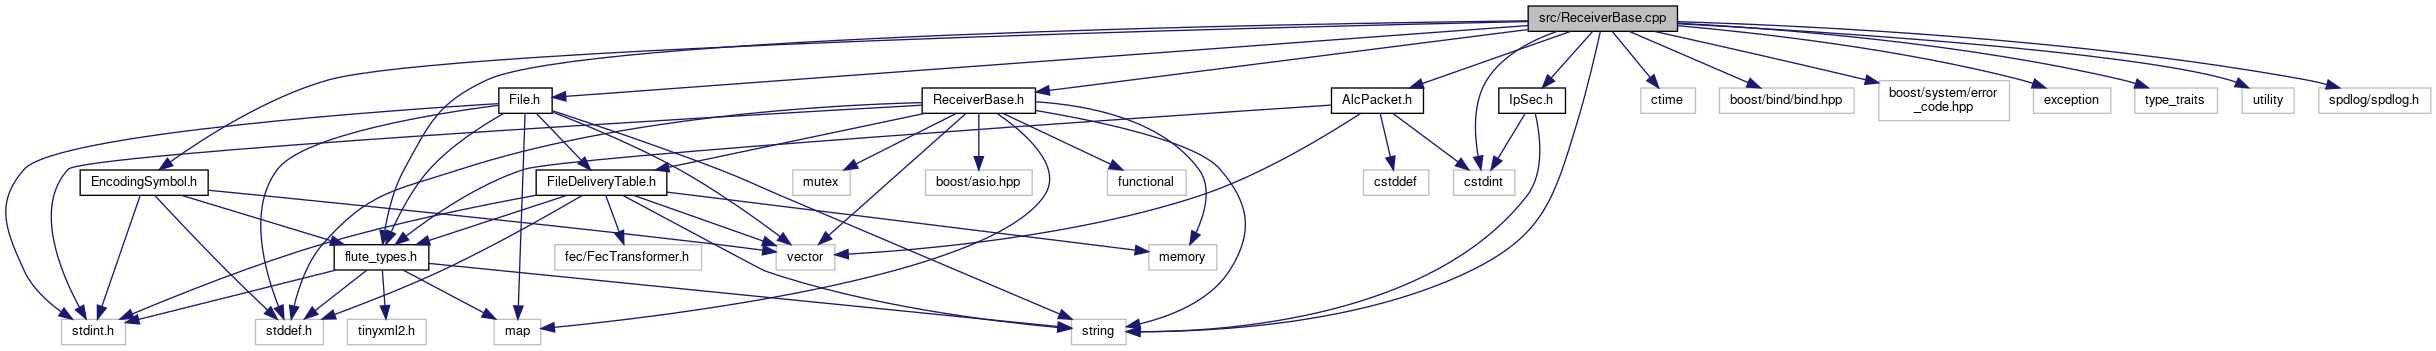 src/ReceiverBase.cpp
File.h
ReceiverBase.h
AlcPacket.h
IpSec.h
ctime
boost/bind/bind.hpp
boost/system/error
_code.hpp
exception
type_traits
utility
spdlog/spdlog.h
EncodingSymbol.h
FileDeliveryTable.h
mutex
boost/asio.hpp
functional
cstddef
cstdint
flute_types.h
fec/FecTransformer.h
vector
memory
stdint.h
stddef.h
tinyxml2.h
map
string